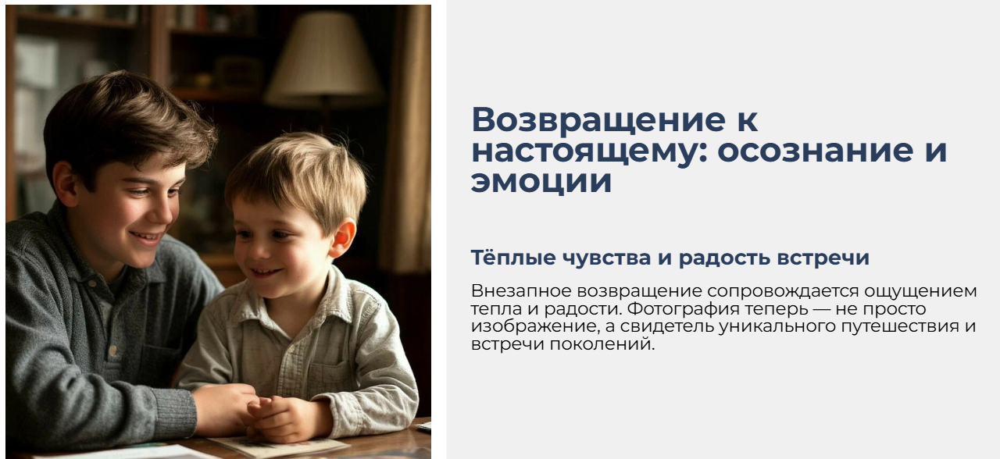 Возвращение к
настоящему: осознание и
эмоции
Тёплые чувства и радость встречи
Внезапное возвращение сопровождается ощущением
тепла и радости. Фотография теперь — не просто
изображение, а свидетель уникального путешествия и
встречи поколений.